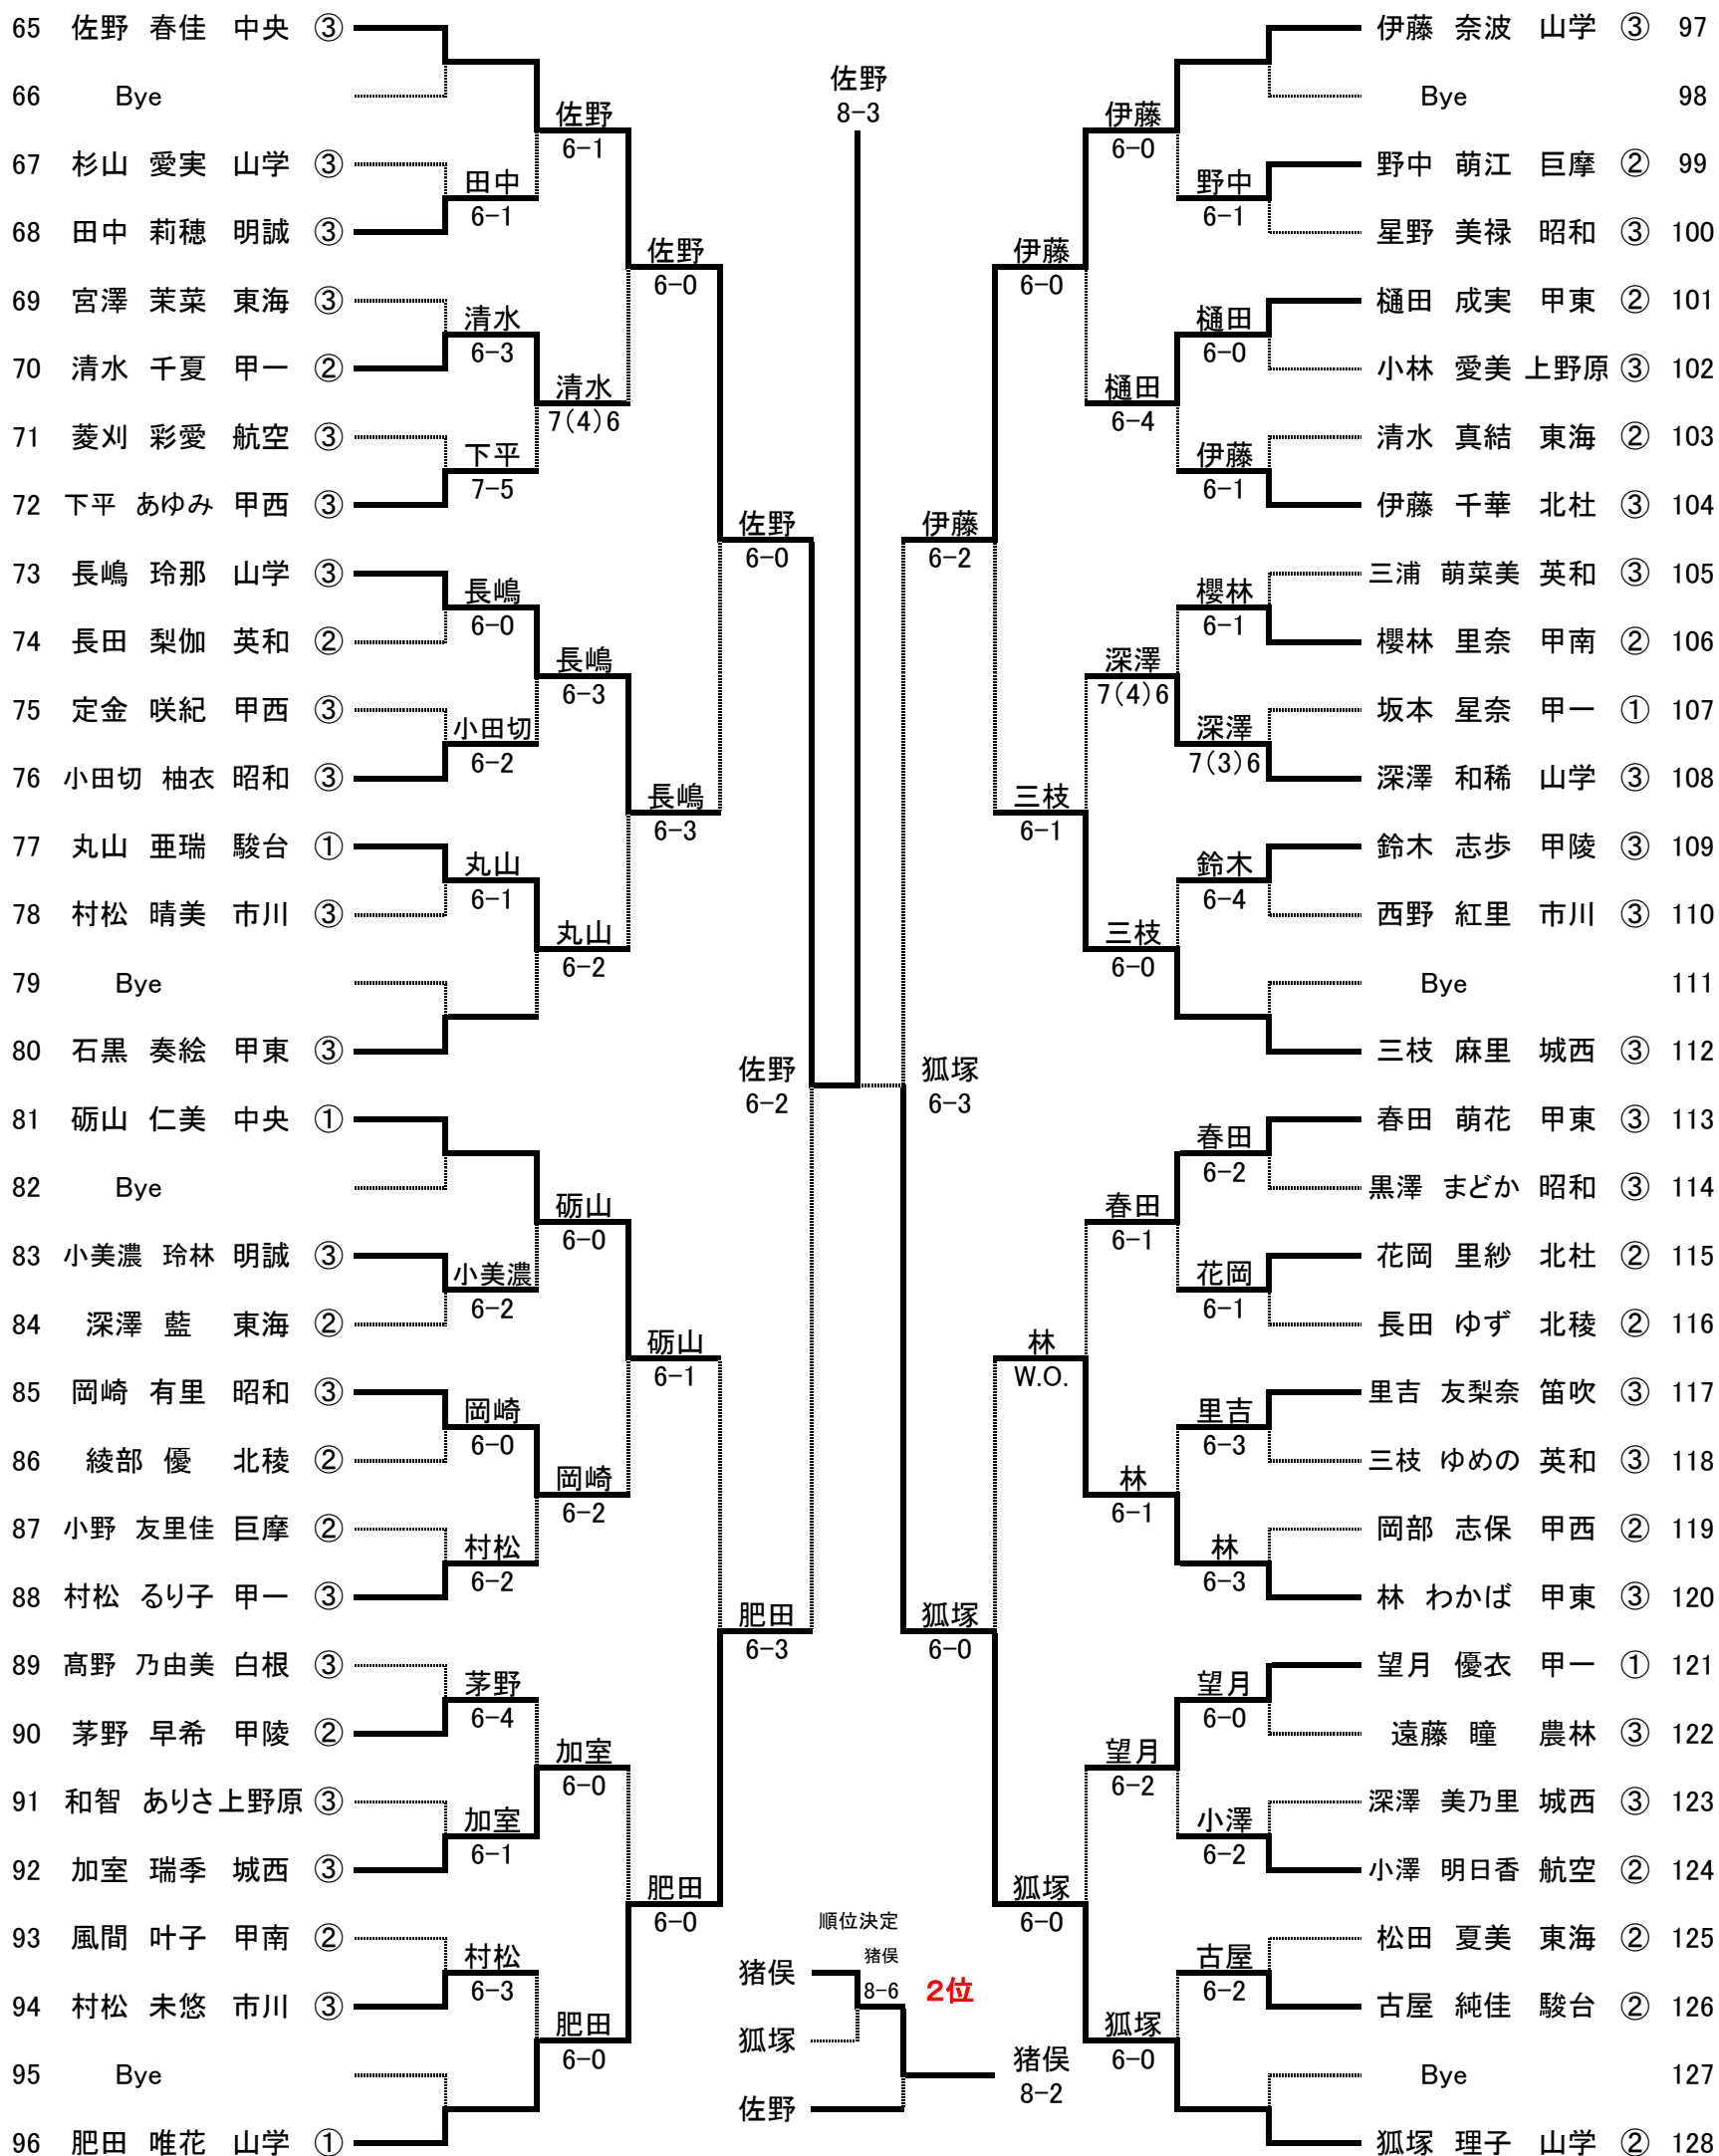 65 佐野 春佳 中央 ③
66 Bye
67 杉山 愛実 山学 ③
68 田中 莉穂 明誠 ③
69 宮澤 茉菜 東海 ③
70 清水 千夏 甲一 ②
71 菱刈 彩愛 航空 ③
72 下平 あゆみ 甲西 ③
73 長嶋 玲那 山学 ③
74 長田 梨伽 英和 ②
75 定金 咲紀 甲西 ③
76 小田切 柚衣 昭和 ③
77 丸山 亜瑞 駿台 ①
78 村松 晴美 市川 ③
79 Bye
80 石黒 奏絵 甲東 ③
81 砺山 仁美 中央 ①
82 Bye
83 小美濃 玲林 明誠 ③
84 深澤 藍 東海 ②
85 岡崎 有里 昭和 ③
86 綾部 優 北稜 ②
87 小野 友里佳 巨摩 ②
88 村松 るり子 甲一 ③
89 髙野 乃由美 白根 ③
90 茅野 早希 甲陵 ②
91 和智 ありさ 上野原 ③
92 加室 瑞季 城西 ③
93 風間 叶子 甲南 ②
94 村松 未悠 市川 ③
95 Bye
96 肥田 唯花 山学 ①
田中
6-1
清水
6-3
下平
7-5
長嶋
6-0
小田切
6-2
丸山
6-1
小美濃
6-2
岡崎
6-0
村松
6-2
茅野
6-4
加室
6-1
村松
6-3
佐野
6-1
清水
7(4)6
長嶋
6-3
丸山
6-2
砺山
6-0
岡崎
6-2
加室
6-0
肥田
6-0
佐野
6-0
長嶋
6-3
砺山
6-1
肥田
6-0
佐野
6-0
肥田
6-3
佐野
6-2
佐野
8-3
狐塚
6-3
伊藤
6-2
狐塚
6-0
伊藤
6-0
三枝
6-1
林
W.O.
狐塚
6-0
伊藤
6-0
樋田
6-4
深澤
7(4)6
三枝
6-0
春田
6-1
林
6-1
望月
6-2
狐塚
6-0
野中
6-1
樋田
6-0
伊藤
6-1
櫻林
6-1
深澤
7(3)6
鈴木
6-4
春田
6-2
花岡
6-1
里吉
6-3
林
6-3
望月
6-0
小澤
6-2
古屋
6-2
伊藤 奈波 山学 ③ 97
Bye 98
野中 萌江 巨摩 ② 99
星野 美禄 昭和 ③ 100
樋田 成実 甲東 ② 101
小林 愛美 上野原 ③ 102
清水 真結 東海 ② 103
伊藤 千華 北杜 ③ 104
三浦 萌菜美 英和 ③ 105
櫻林 里奈 甲南 ② 106
坂本 星奈 甲一 ① 107
深澤 和稀 山学 ③ 108
鈴木 志歩 甲陵 ③ 109
西野 紅里 市川 ③ 110
Bye 111
三枝 麻里 城西 ③ 112
春田 萌花 甲東 ③ 113
黒澤 まどか 昭和 ③ 114
花岡 里紗 北杜 ② 115
長田 ゆず 北稜 ② 116
里吉 友梨奈 笛吹 ③ 117
三枝 ゆめの 英和 ③ 118
岡部 志保 甲西 ② 119
林 わかば 甲東 ③ 120
望月 優衣 甲一 ① 121
遠藤 瞳 農林 ③ 122
深澤 美乃里 城西 ③ 123
小澤 明日香 航空 ② 124
松田 夏美 東海 ② 125
古屋 純佳 駿台 ② 126
Bye 127
狐塚 理子 山学 ② 128
順位決定
猪俣
猪俣
8-6
2位
狐塚
猪俣
8-2
佐野